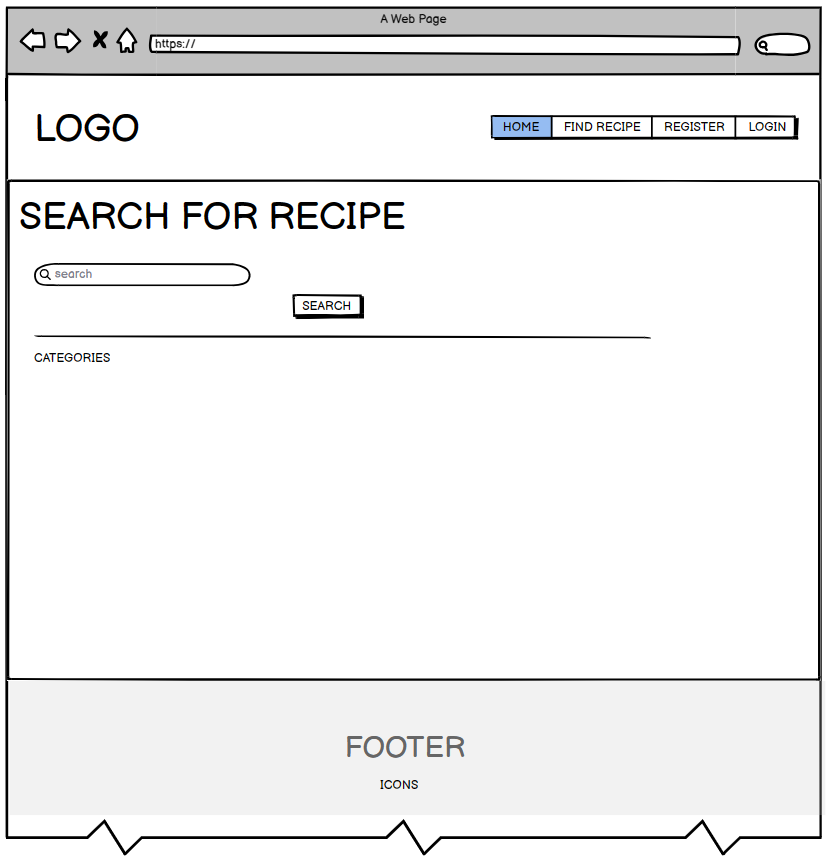 A Web Page
https://
LOGO
HOME FIND RECIPE REGISTER LOGIN
SEARCH FOR RECIPE
search
SEARCH
CATEGORIES
FOOTER
ICONS